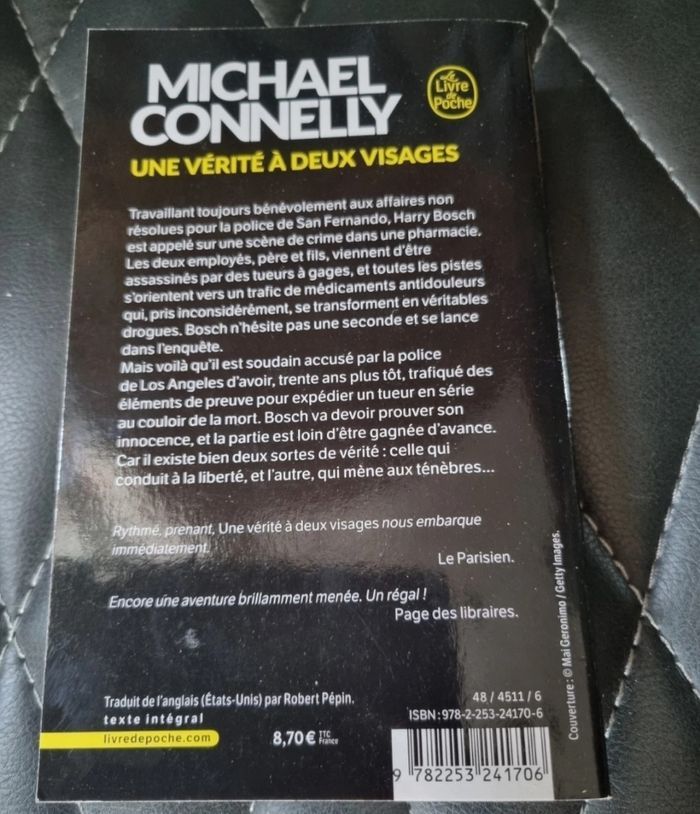 MICHAEL
CONNELLY
Le
Livre
de
Poche
UNE VÉRITÉ À DEUX VISAGES
Travaillant toujours bénévolement aux affaires non
résolues pour la police de San Fernando, Harry Bosch
est appelé sur une scène de crime dans une pharmacie.
Les deux employés, père et fils, viennent d'être
assassinés par des tueurs à gages, et toutes les pistes
s'orientent vers un trafic de médicaments antidouleurs
qui, pris inconsidérément, se transforment en véritables
drogues. Bosch n'hésite pas une seconde et se lance
dans l'enquête.
Mais voilà qu'il est soudain accusé par la police
de Los Angeles d'avoir, trente ans plus tôt, trafiqué des
éléments de preuve pour expédier un tueur en série
au couloir de la mort. Bosch va devoir prouver son
innocence, et la partie est loin d'être gagnée d'avance.
Car il existe bien deux sortes de vérité : celle qui
conduit à la liberté, et l'autre, qui mène aux ténèbres...
Rythmé, prenant, Une vérité à deux visages nous embarque
immédiatement.
Le Parisien.
Encore une aventure brillamment menée. Un régal !
Page des libraires.
Couverture : © Mal Geronimo / Getty Images.
Traduit de l'anglais (États-Unis) par Robert Pépin.
texte intégral
livredepoche.com
8,70 € TTC
France
48 / 4511 / 6
ISBN : 978-2-253-24170-6
9 782253 241706